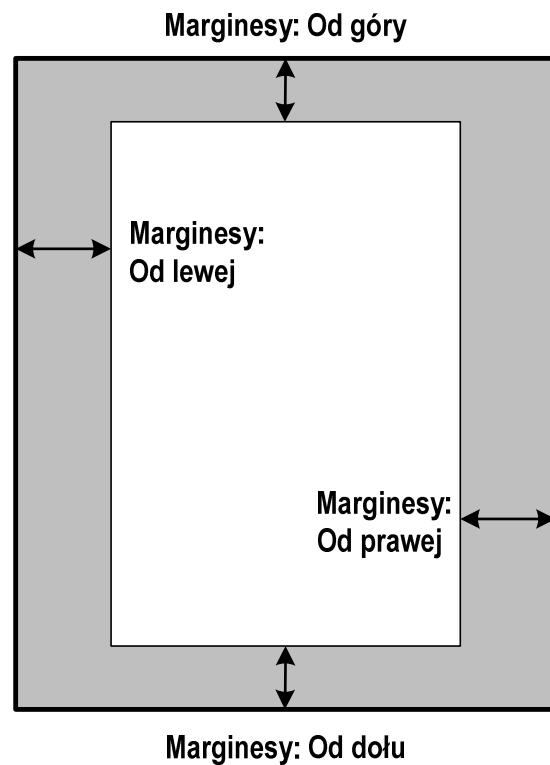 Marginesy: Od góry
Marginesy:
Od lewej
Marginesy:
Od prawej
Marginesy: Od dołu